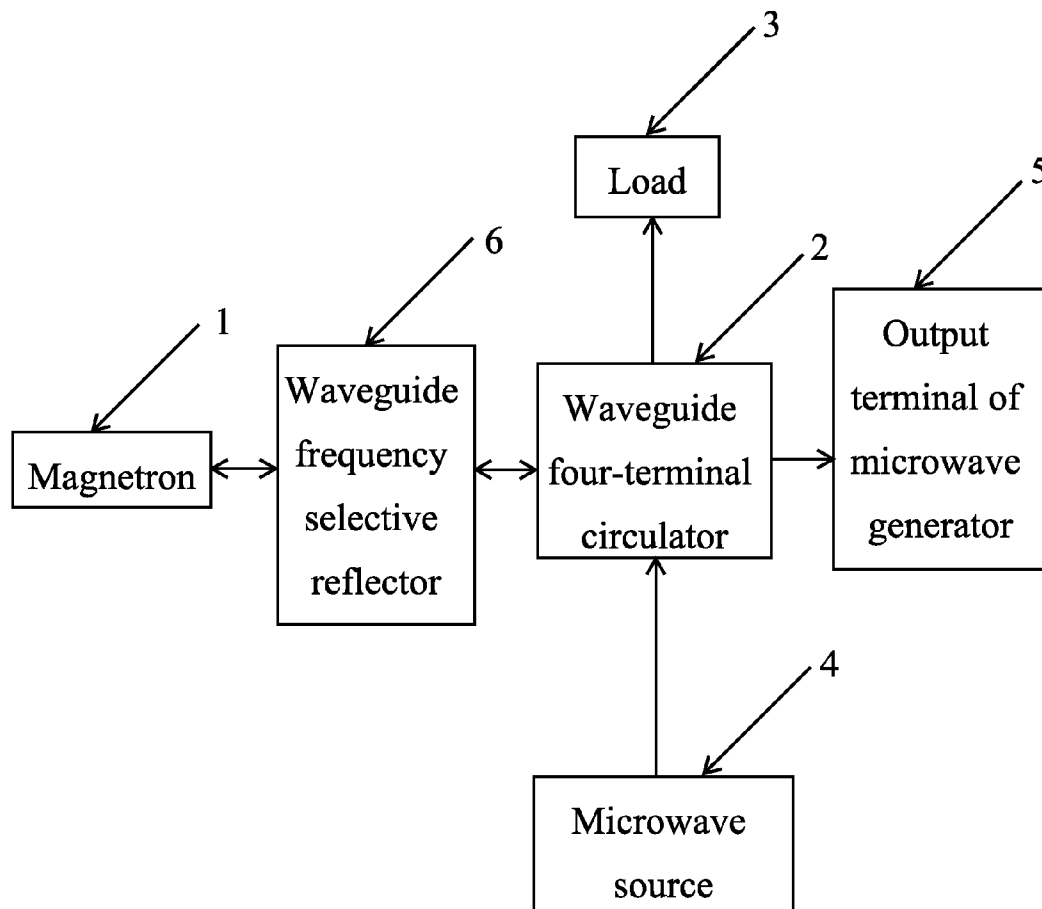 3
Load
5
6
2
1
Output
terminal of
microwave
generator
Waveguide
frequency
selective
reflector
Waveguide
four-terminal
circulator
Magnetron
4
Microwave
source